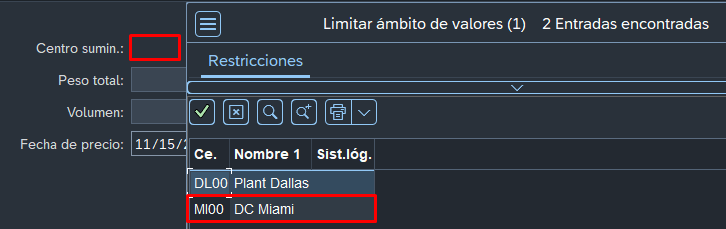 Limitar ámbito de valores (1) 2 Entradas encontradas
Centro sumin.:
Restricciones
Peso total:
Volumen:
Fecha de precio: 11/15/2
Ce. Nombre 1 Sist.lóg.
DL00 Plant Dallas
MI00 DC Miami